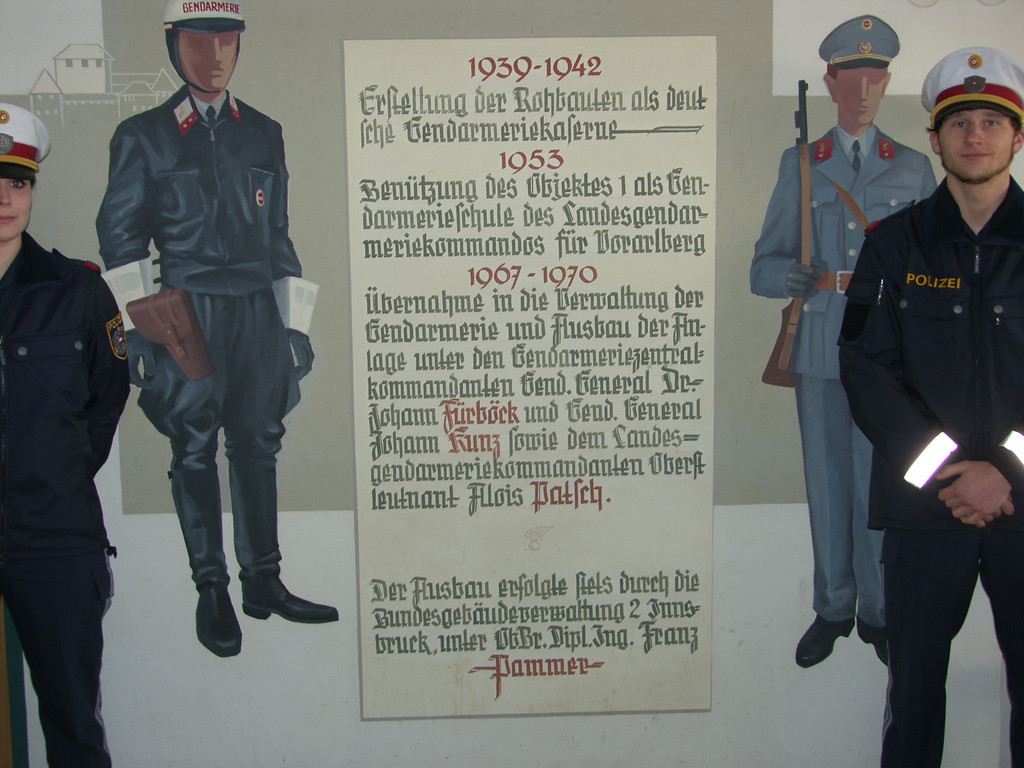 GENDARMERIE
1939-1942
Erstellung der Rohbauten als deut
sche Gendarmeriekaserne
1953
Benützung des Objektes 1 als Gen-
darmerieschule des Landesgendar-
meriekommandos für Vorarlberg
1967-1970
Übernahme in die Verwaltung der
Gendarmerie und Ausbau der An-
lage unter den Gendarmeriezentral-
kommandanten Gend. General Dr.
Johann Fürböck und Gend. General
Johann Kunz sowie dem Landes=
gendarmeriekommandanten Oberst
leutnant Alois Patsch.
Der Ausbau erfolgte stets durch die
Bundesgebäudeverwaltung 2 Inns-
bruck, unter ObBr. Dipl. Ing. Franz
Pammer
POLIZEI